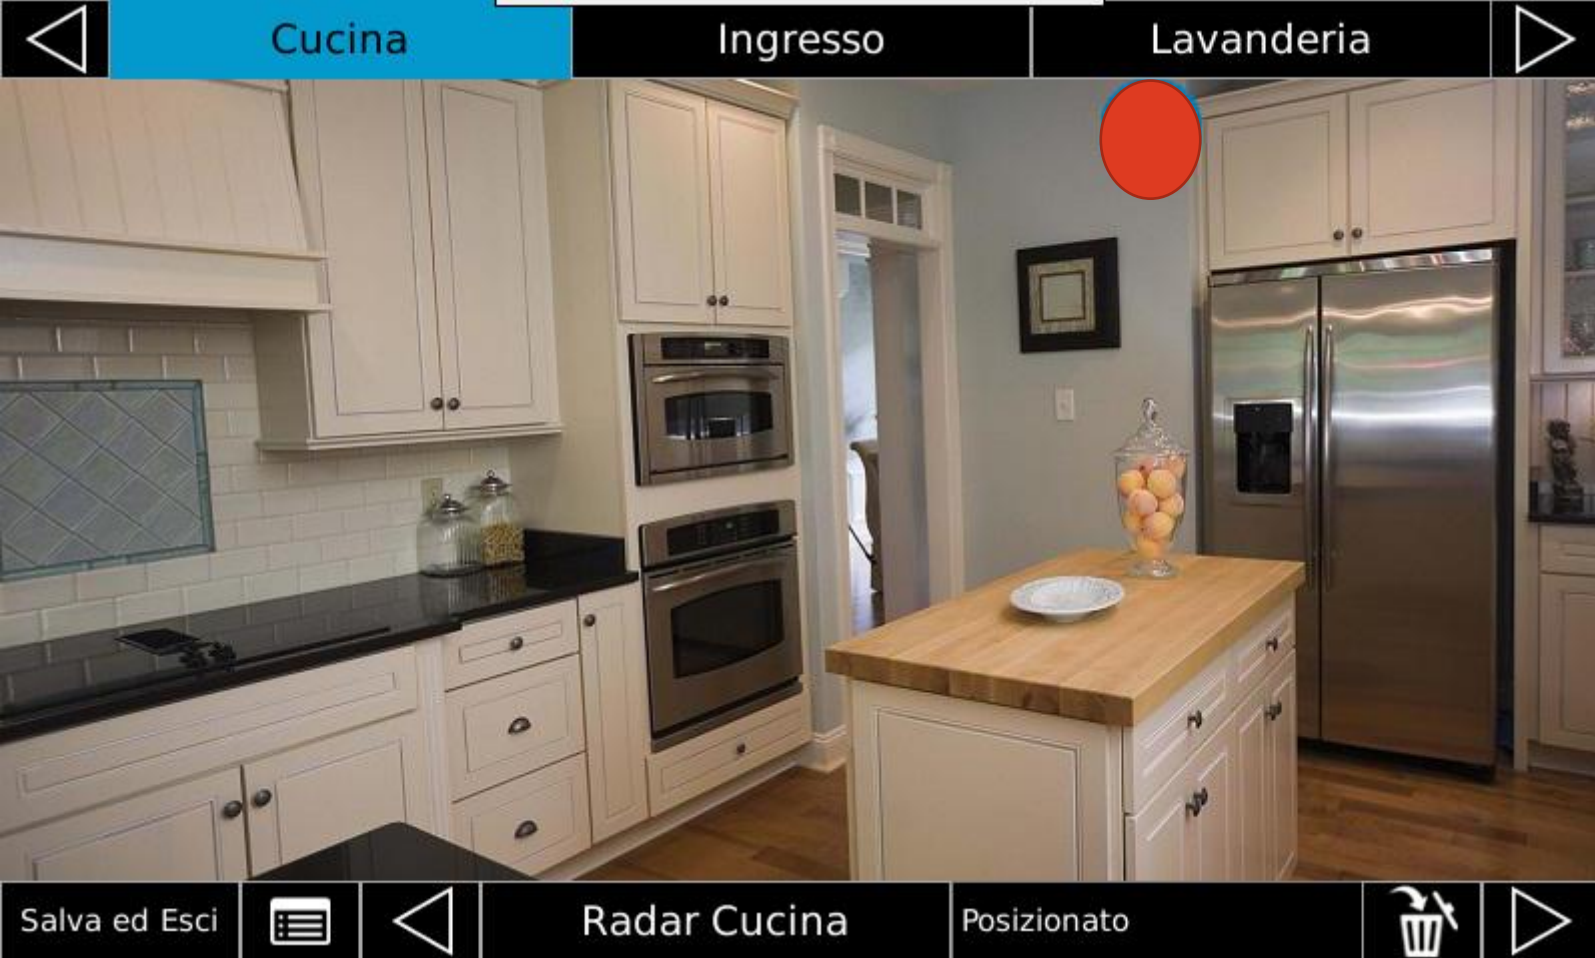 Cucina
Ingresso
Lavanderia
Salva ed Esci
Radar Cucina
Posizionato